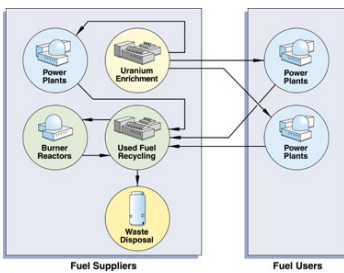 Power
Plants
Uranium
Enrichment
Power
Plants
Burner
Reactors
Used Fuel
Recycling
Power
Plants
Waste
Disposal
Fuel Suppliers
Fuel Users